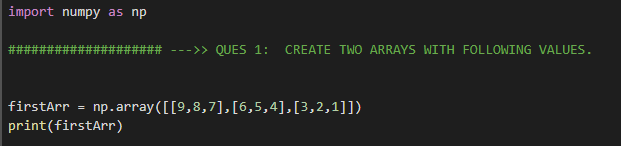 import numpy as np
#################### --->> QUES 1:  CREATE TWO ARRAYS WITH FOLLOWING VALUES.
firstArr = np.array([[9,8,7],[6,5,4],[3,2,1]])
print(firstArr)